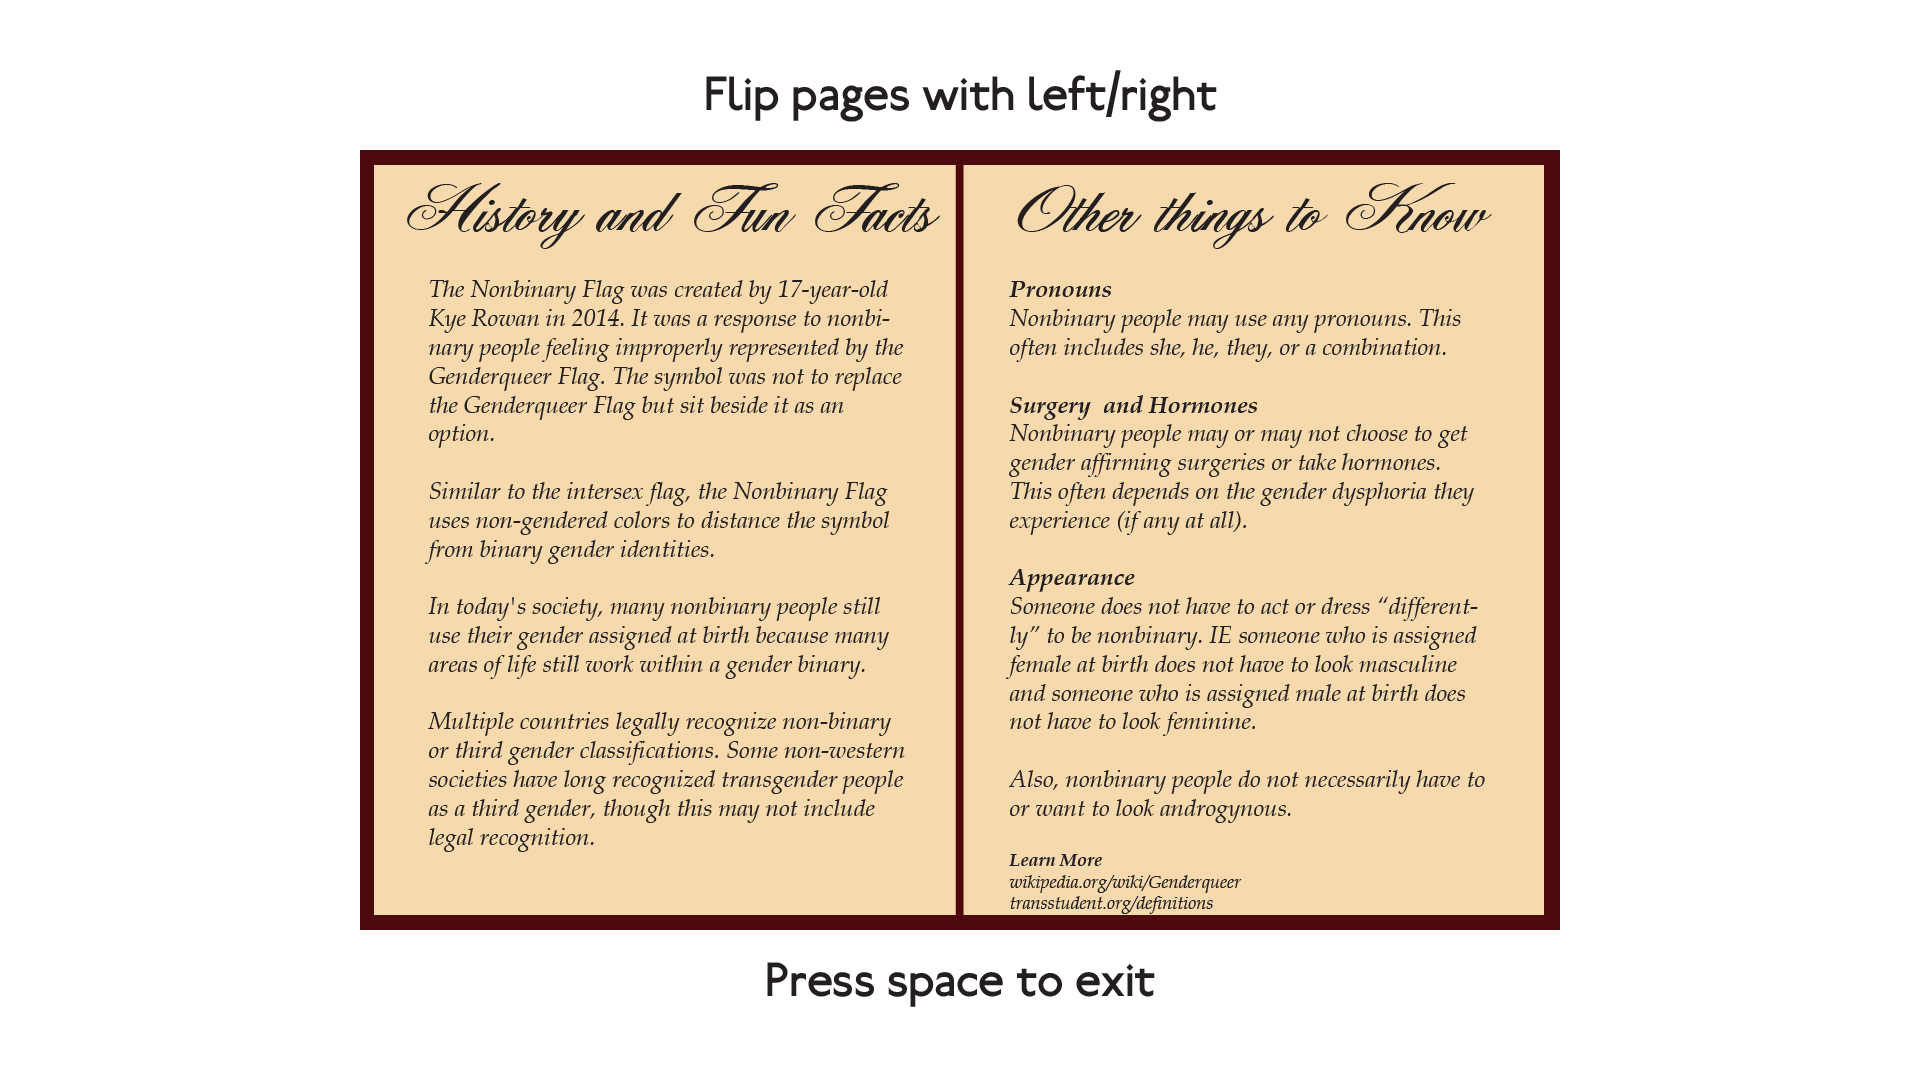 Flip pages with left/right
History and Fun Facts
The Nonbinary Flag was created by 17-year-old
Kye Rowan in 2014. It was a response to nonbi-
nary people feeling improperly represented by the
Genderqueer Flag. The symbol was not to replace
the Genderqueer Flag but sit beside it as an
option.
Similar to the intersex flag, the Nonbinary Flag
uses non-gendered colors to distance the symbol
from binary gender identities.
In today's society, many nonbinary people still
use their gender assigned at birth because many
areas of life still work within a gender binary.
Multiple countries legally recognize non-binary
or third gender classifications. Some non-western
societies have long recognized transgender people
as a third gender, though this may not include
legal recognition.
Other things to Know
Pronouns
Nonbinary people may use any pronouns. This
often includes she, he, they, or a combination.
Surgery  and Hormones
Nonbinary people may or may not choose to get
gender affirming surgeries or take hormones.
This often depends on the gender dysphoria they
experience (if any at all).
Appearance
Someone does not have to act or dress “different-
ly” to be nonbinary. IE someone who is assigned
female at birth does not have to look masculine
and someone who is assigned male at birth does
not have to look feminine.
Also, nonbinary people do not necessarily have to
or want to look androgynous.
Learn More
wikipedia.org/wiki/Genderqueer
transstudent.org/definitions
Press space to exit